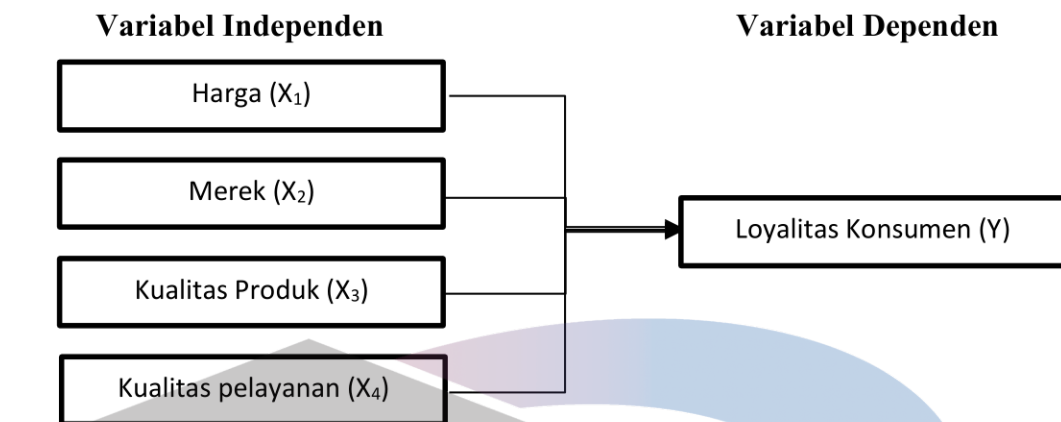 Variabel Independen
Variabel Dependen
Harga (X₁)
Merek (X₂)
Loyalitas Konsumen (Y)
Kualitas Produk (X₃)
Kualitas pelayanan (X₄)